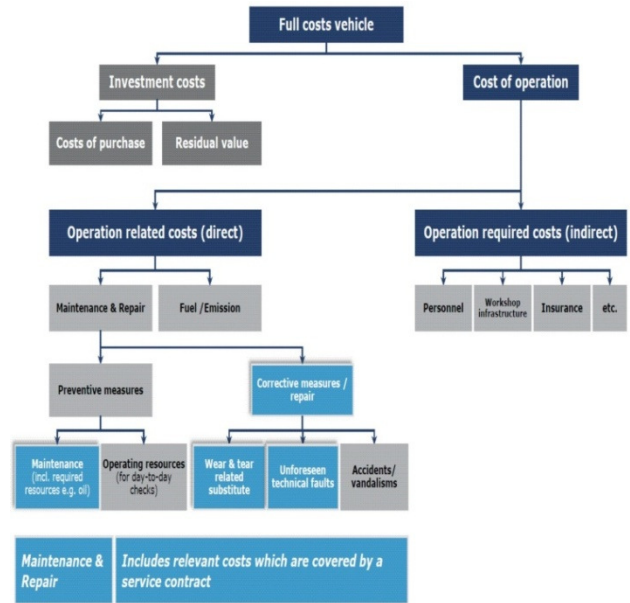 Full costs vehicle
Investment costs
Cost of operation
Costs of purchase
Residual value
Operation related costs (direct)
Operation required costs (indirect)
Maintenance & Repair
Fuel /Emission
Personnel
Workshop
infrastructure
Insurance
etc.
Preventive measures
Corrective measures /
repair
Maintenance
(incl. required
resources e.g. oil)
Operating resources
(for day-to-day
checks)
Wear & tear
related
substitute
Unforeseen
technical faults
Accidents/
vandalisms
Maintenance &
Repair
Includes relevant costs which are covered by a
service contract